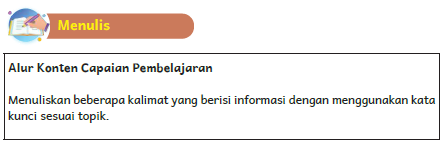 Menulis
Alur Konten Capaian Pembelajaran
Menuliskan beberapa kalimat yang berisi informasi dengan menggunakan kata
kunci sesuai topik.